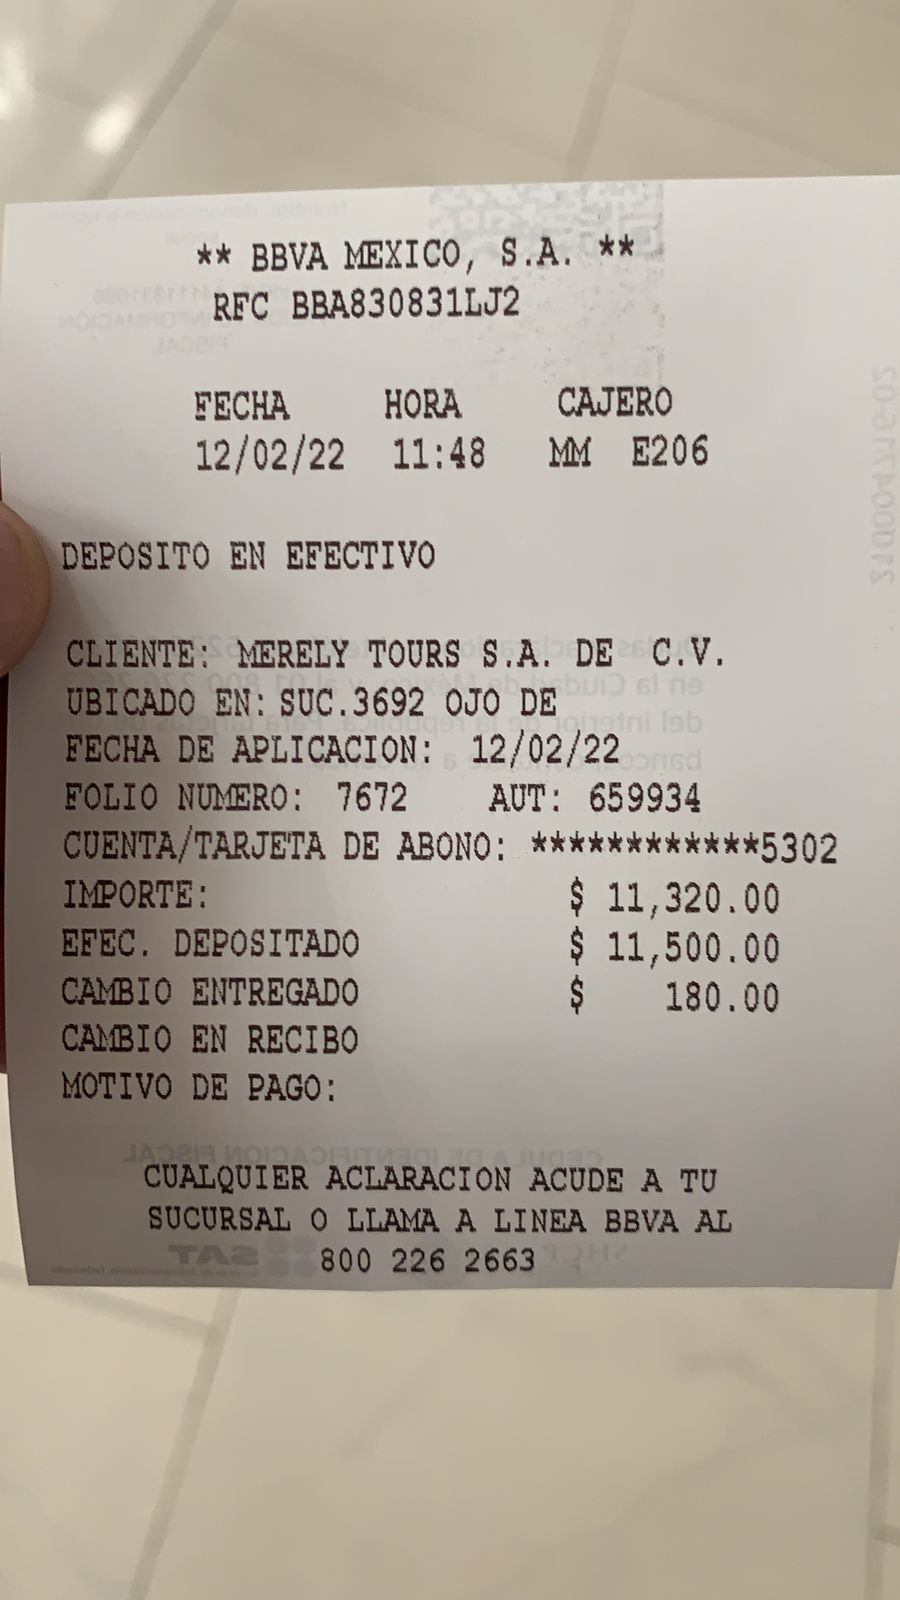 ** BBVA MEXICO, S.A. **
RFC BBA830831LJ2
FECHA HORA CAJERO
12/02/22 11:48 MM E206
DEPOSITO EN EFECTIVO
CLIENTE: MERELY TOURS S.A. DE C.V.
UBICADO EN: SUC.3692 OJO DE
FECHA DE APLICACION: 12/02/22
FOLIO NUMERO: 7672 AUT: 659934
CUENTA/TARJETA DE ABONO: ************5302
IMPORTE: $ 11,320.00
EFEC. DEPOSITADO $ 11,500.00
CAMBIO ENTREGADO $ 180.00
CAMBIO EN RECIBO
MOTIVO DE PAGO:
CUALQUIER ACLARACION ACUDE A TU
SUCURSAL O LLAMA A LINEA BBVA AL
800 226 2663